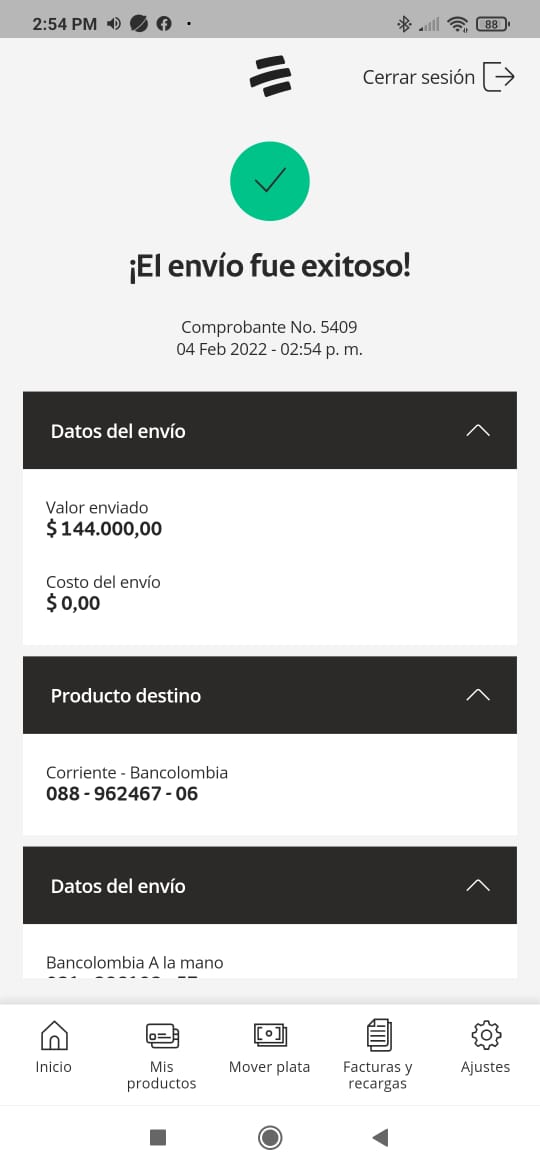 2:54 PM
88
Cerrar sesión
¡El envío fue exitoso!
Comprobante No. 5409
04 Feb 2022 - 02:54 p. m.
Datos del envío
Valor enviado
$ 144.000,00
Costo del envío
$ 0,00
Producto destino
Corriente - Bancolombia
088 - 962467 - 06
Datos del envío
Bancolombia A la mano
Inicio
Mis productos
Mover plata
Facturas y recargas
Ajustes